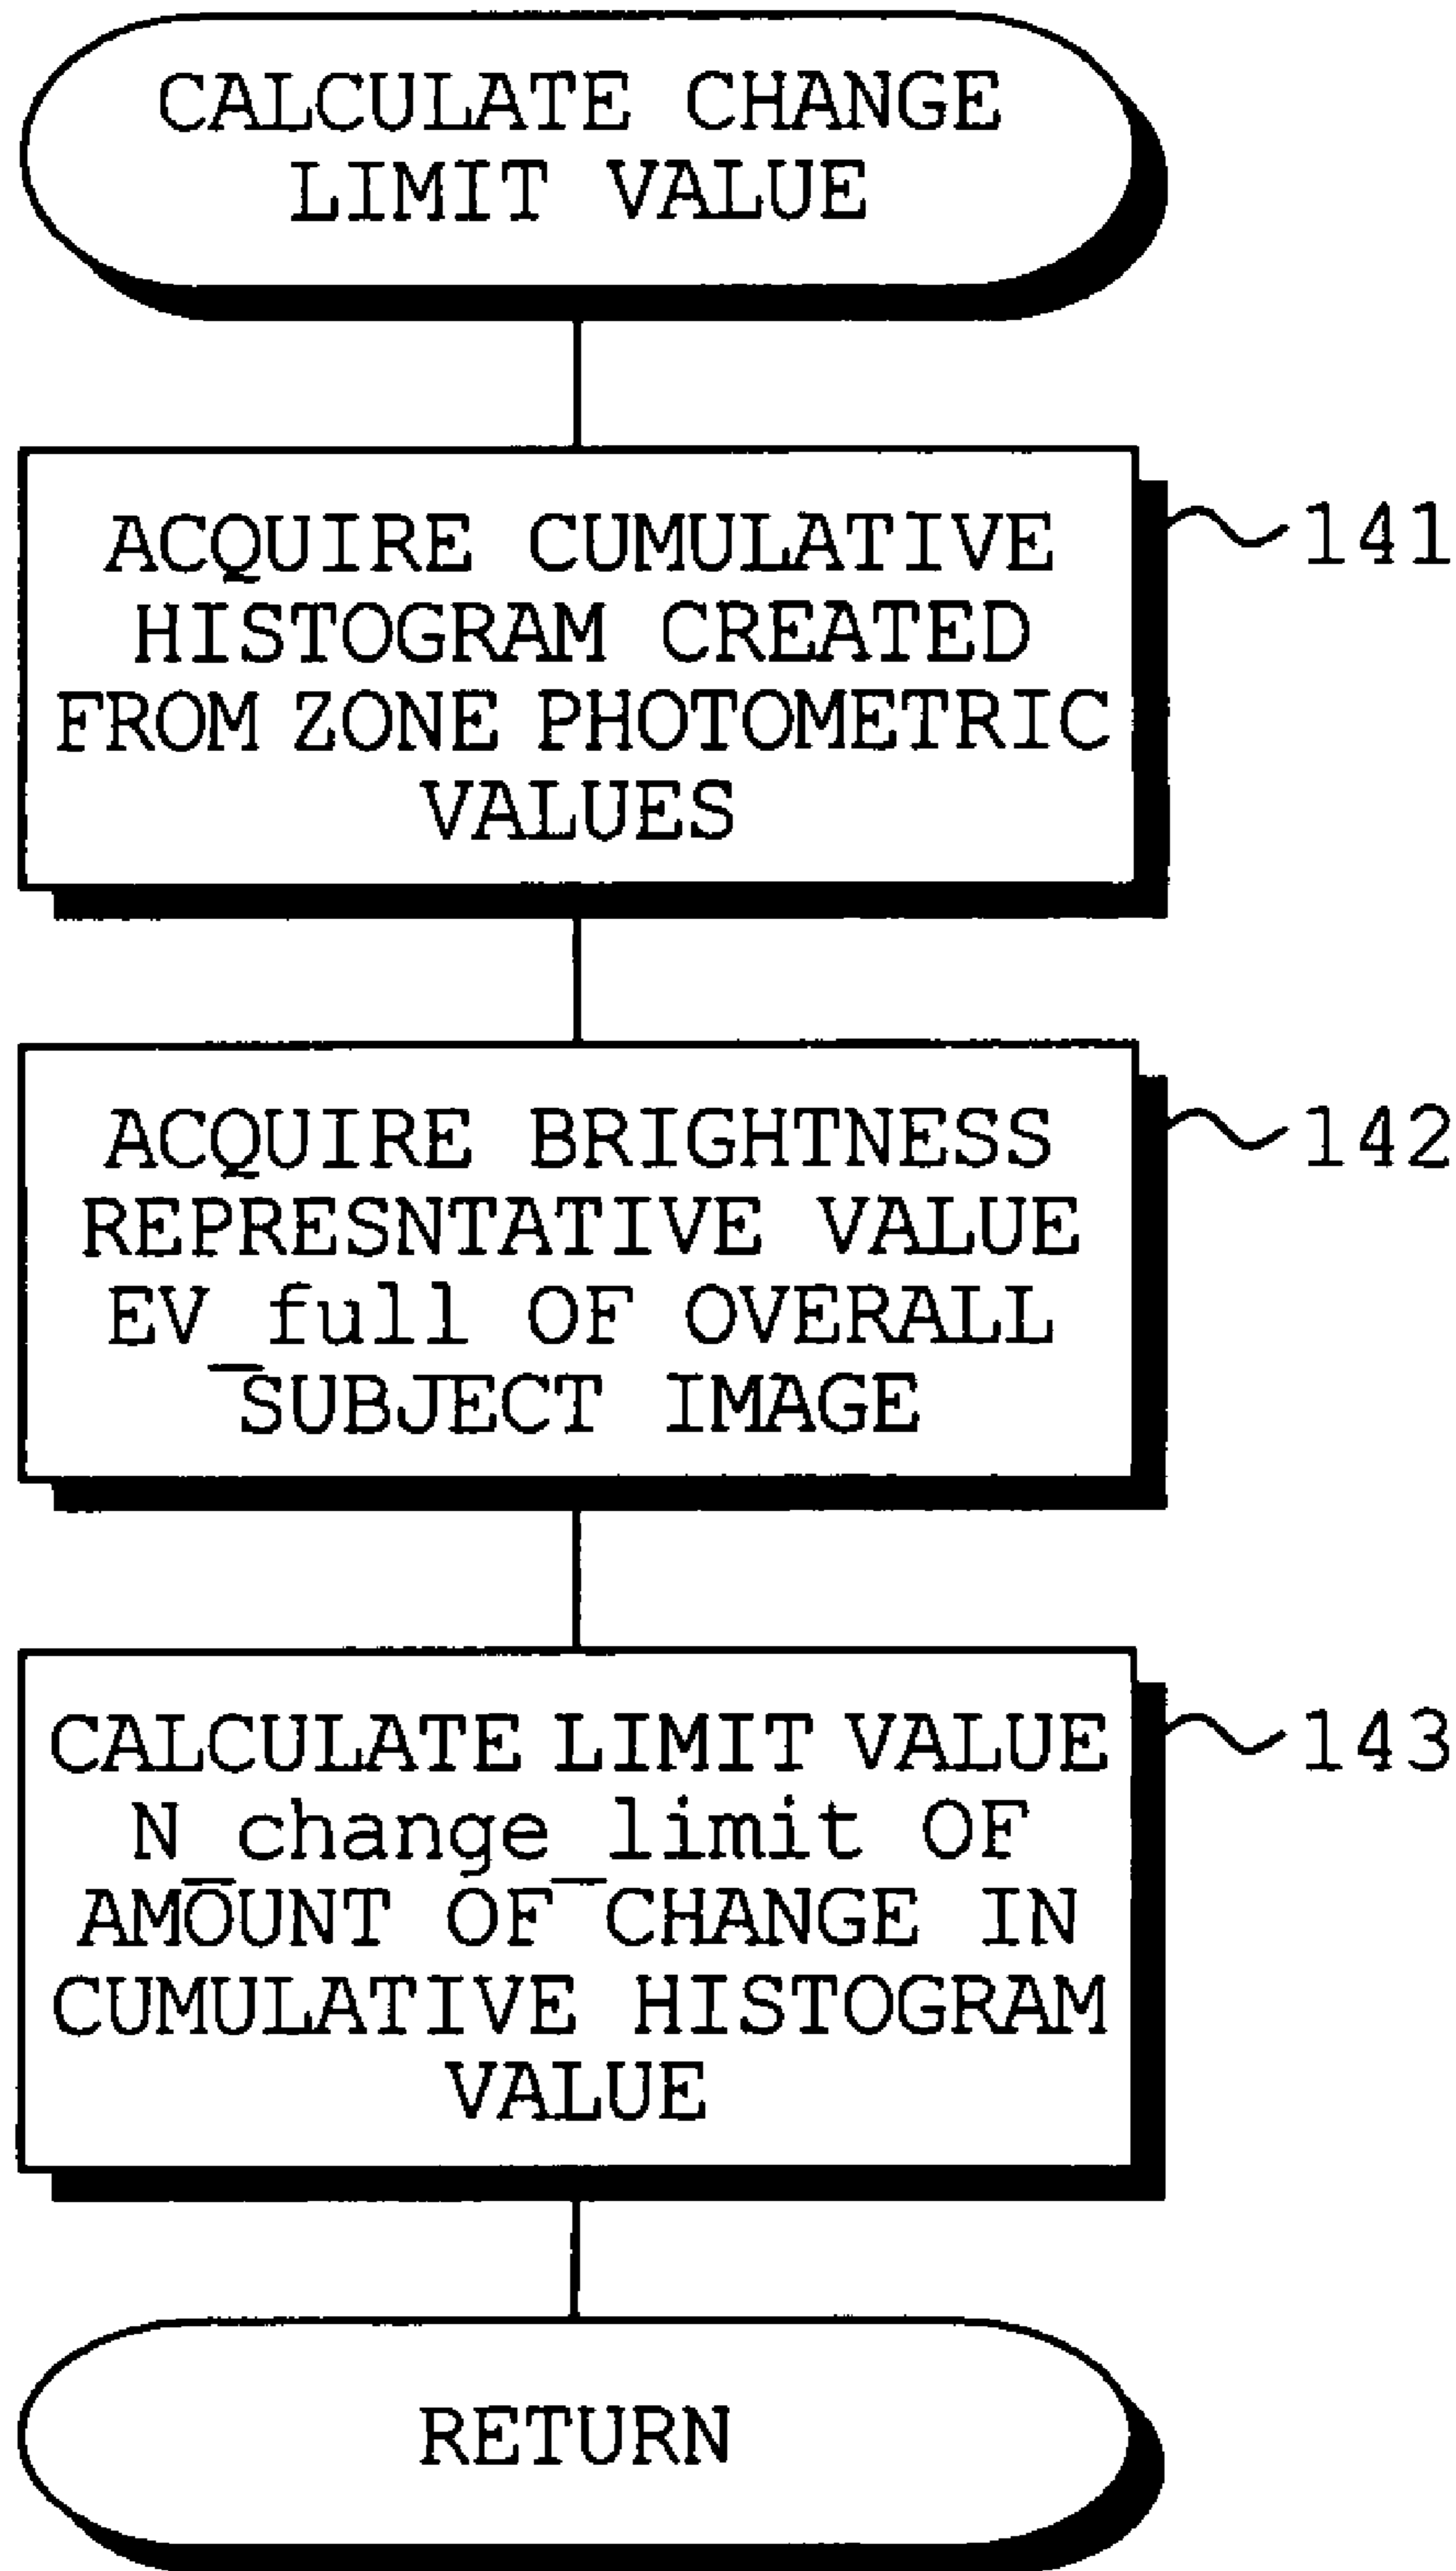 CALCULATE CHANGE
LIMIT VALUE
ACQUIRE CUMULATIVE
HISTOGRAM CREATED
FROM ZONE PHOTOMETRIC
VALUES
141
ACQUIRE BRIGHTNESS
REPRESNTATIVE VALUE
EV_full OF OVERALL
SUBJECT IMAGE
142
CALCULATE LIMIT VALUE
N_change_limit OF
AMOUNT OF CHANGE IN
CUMULATIVE HISTOGRAM
VALUE
143
RETURN